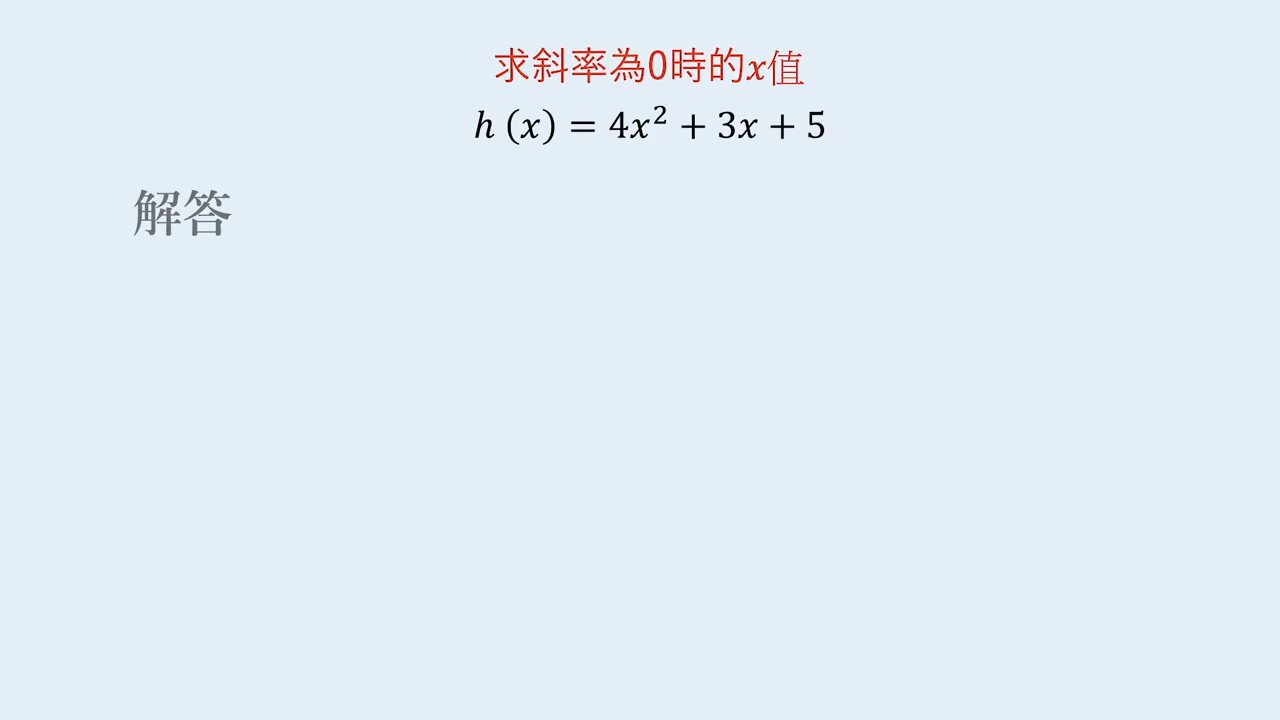 求斜率為0時的x值
h (x) = 4x² + 3x + 5
解答